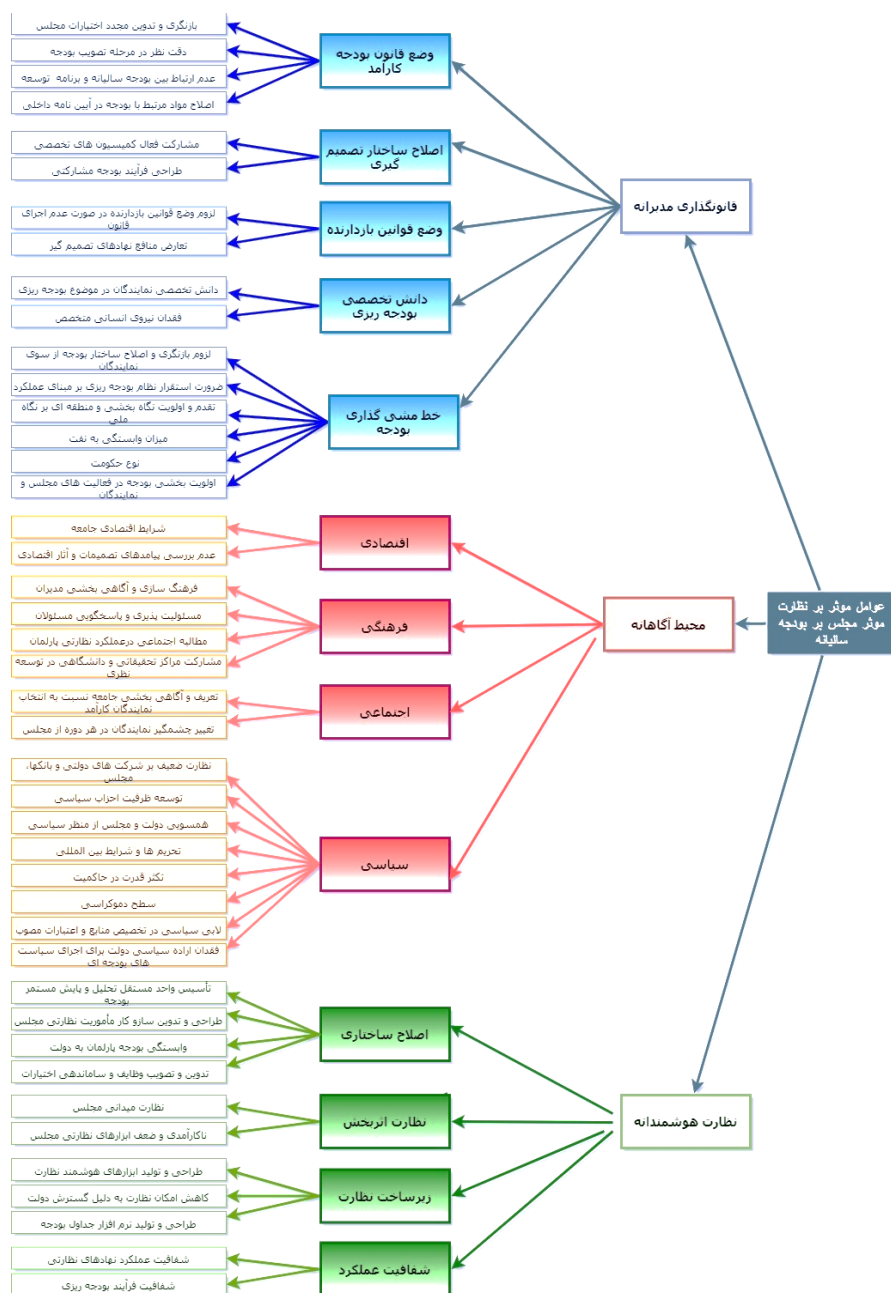 عوامل موثر بر نظارت
موثر مجلس بر بودجه
سالیانه
قانونگذاری مدبرانه
وضع قانون بودجه
کارآمد
بازنگری و تدوین مجدد اختیارات مجلس
دقت نظر در مرحله تصویب بودجه
عدم ارتباط بین بودجه سالیانه و برنامه توسعه
اصلاح مواد مرتبط با بودجه در آیین نامه داخلی
اصلاح ساختار تصمیم
گیری
مشارکت فعال کمیسیون های تخصصی
طراحی فرآیند بودجه مشارکتی
وضع قوانین بازدارنده
لزوم وضع قوانین بازدارنده در صورت عدم اجرای
قانون
تعارض منافع نهادهای تصمیم گیر
دانش تخصصی
بودجه ریزی
دانش تخصصی نمایندگان در موضوع بودجه ریزی
فقدان نیروی انسانی متخصص
خط مشی گذاری
بودجه
لزوم بازنگری و اصلاح ساختار بودجه از سوی
نمایندگان
ضرورت استقرار نظام بودجه ریزی بر مبنای عملکرد
تقدم و اولویت نگاه بخشی و منطقه ای بر نگاه
ملی
میزان وابستگی به نفت
نوع حکومت
اولویت بخشی بودجه در فعالیت های مجلس و
نمایندگان
محیط آگاهانه
اقتصادی
شرایط اقتصادی جامعه
عدم بررسی پیامدهای تصمیمات و آثار اقتصادی
فرهنگی
فرهنگ سازی و آگاهی بخشی مدیران
مسئولیت پذیری و پاسخگویی مسئولان
مطالبه اجتماعی درعملکرد نظارتی پارلمان
مشارکت مراکز تحقیقاتی و دانشگاهی در توسعه
نظری
اجتماعی
تعریف و آگاهی بخشی جامعه نسبت به انتخاب
نمایندگان کارآمد
تغییر چشمگیر نمایندگان در هر دوره از مجلس
سیاسی
نظارت ضعیف بر شرکت های دولتی و بانکها،
مجلس
توسعه ظرفیت احزاب سیاسی
همسویی دولت و مجلس از منظر سیاسی
تحریم ها و شرایط بین المللی
تکثر قدرت در حاکمیت
سطح دموکراسی
لابی سیاسی در تخصیص منابع و اعتبارات مصوب
فقدان اراده سیاسی دولت برای اجرای سیاست
های بودجه ای
نظارت هوشمندانه
اصلاح ساختاری
تأسیس واحد مستقل تحلیل و پایش مستمر
بودجه
طراحی و تدوین سازو کار مأموریت نظارتی مجلس
وابستگی بودجه پارلمان به دولت
تدوین و تصویب وظایف و ساماندهی اختیارات
نظارت اثربخش
نظارت میدانی مجلس
ناکارآمدی و ضعف ابزارهای نظارتی مجلس
زیرساخت نظارت
طراحی و تولید ابزارهای هوشمند نظارت
کاهش امکان نظارت به دلیل گسترش دولت
طراحی و تولید نرم افزار جداول بودجه
شفافیت عملکرد
شفافیت عملکرد نهادهای نظارتی
شفافیت فرآیند بودجه ریزی